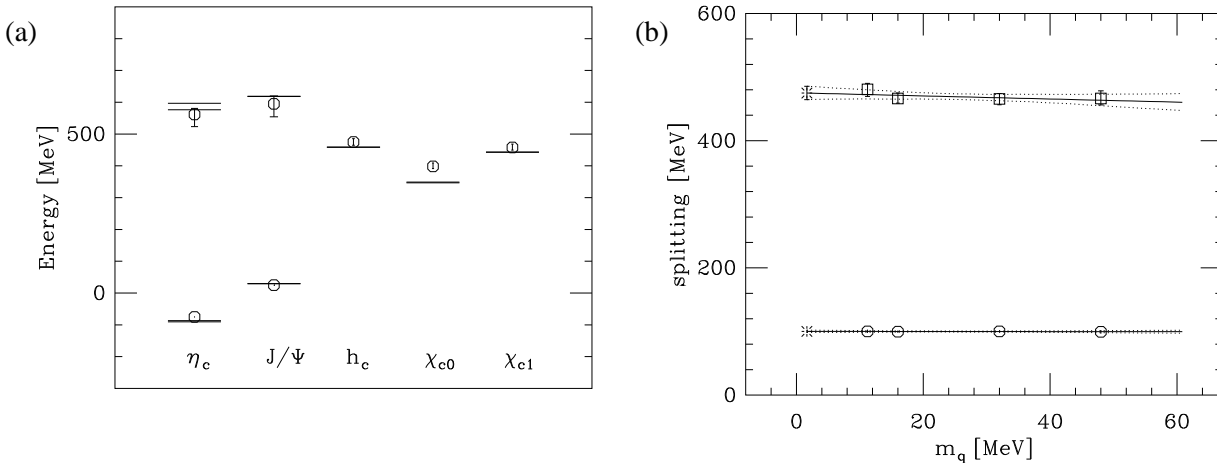 (a)
Energy [MeV]
500
0
η_c J/Ψ h_c χ_c0 χ_c1
(b)
splitting [MeV]
600
400
200
0
0 20 40 60
m_q [MeV]